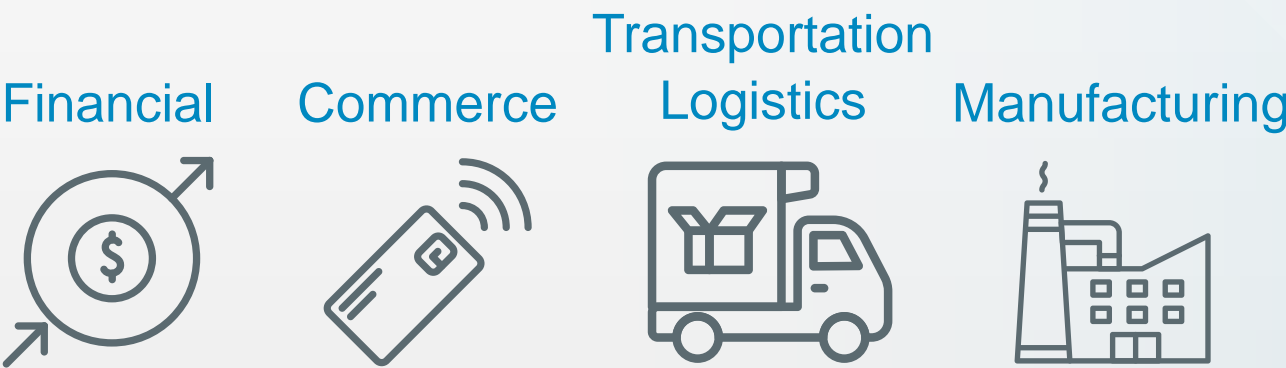 Financial
Commerce
Transportation
Logistics
Manufacturing
$